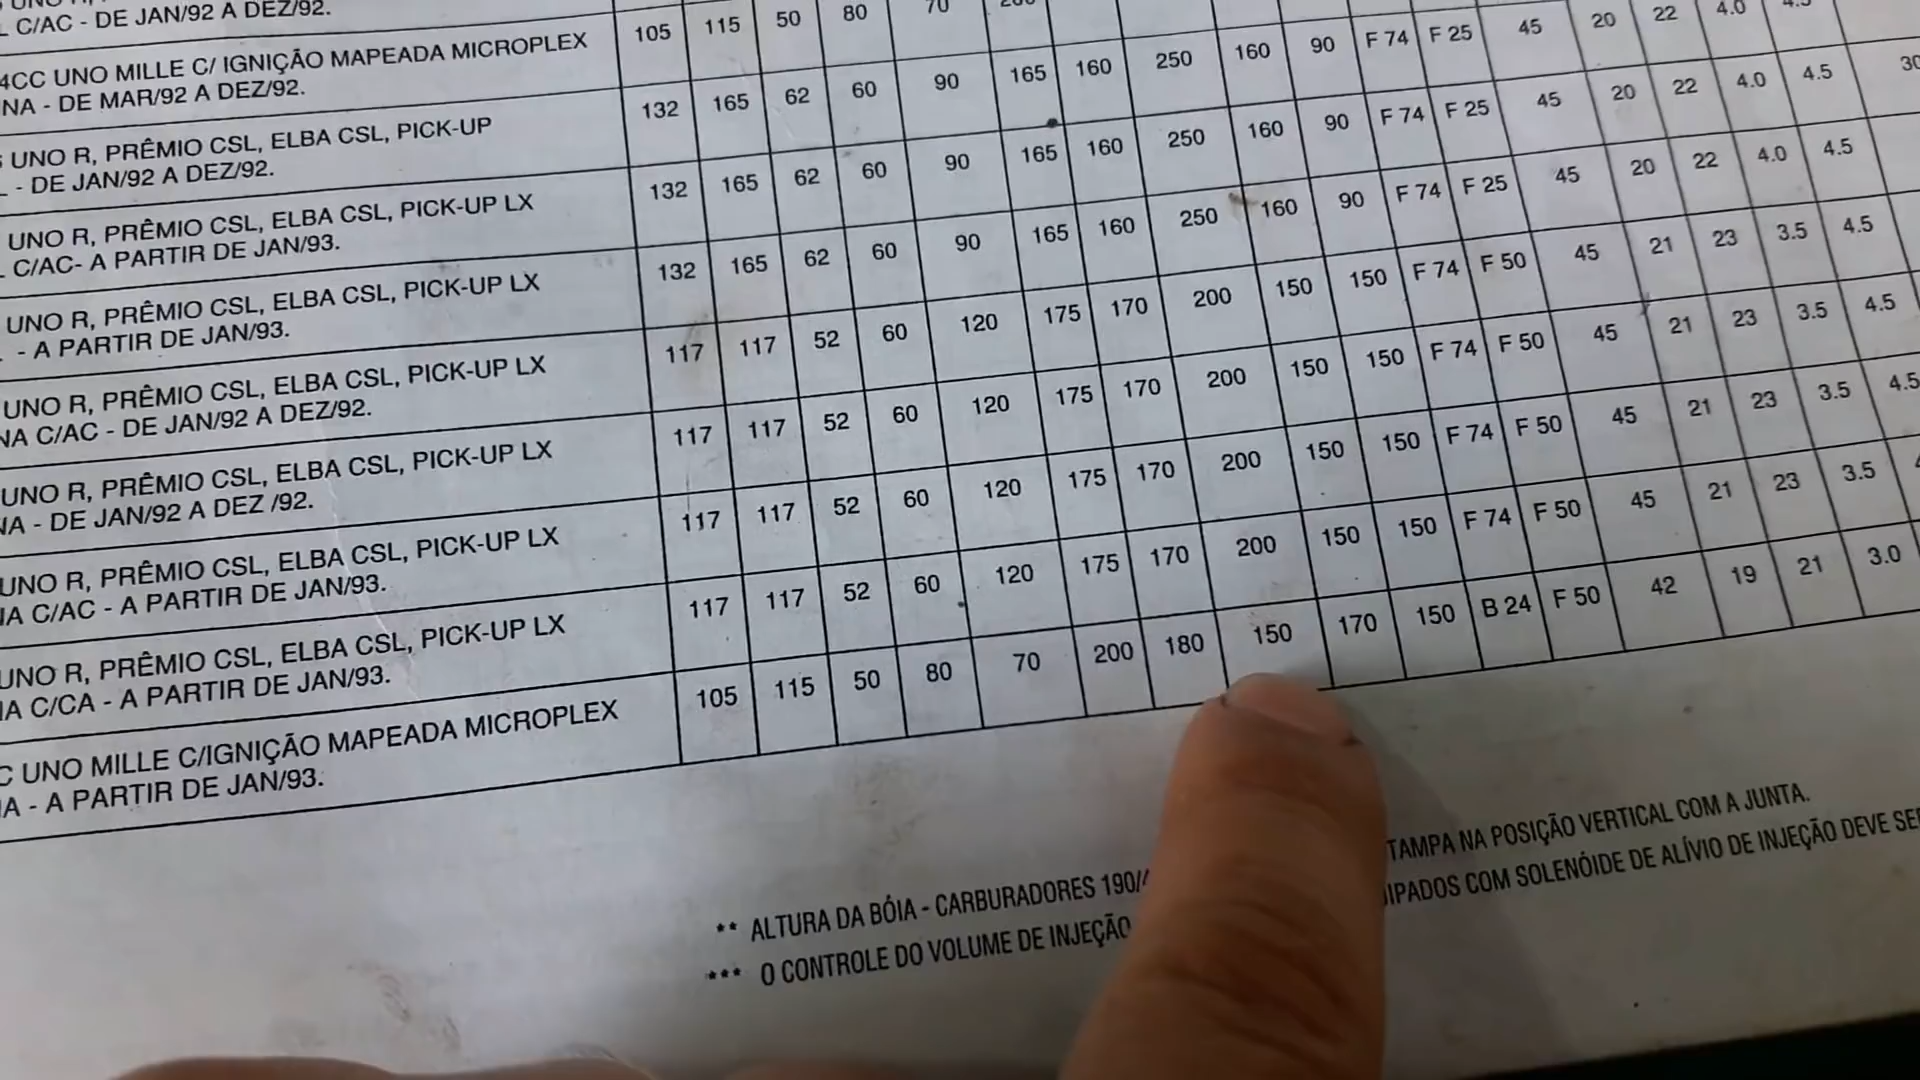 C/AC - DE JAN/92 A DEZ/92.
4CC UNO MILLE C/ IGNIÇÃO MAPEADA MICROPLEX 105 115 50 80 70
NA - DE MAR/92 A DEZ/92.
UNO R, PRÊMIO CSL, ELBA CSL, PICK-UP 132 165 62 60 90 165 160 250 160 90 F 74 F 25 45 20 22 4.0
- DE JAN/92 A DEZ/92.
UNO R, PRÊMIO CSL, ELBA CSL, PICK-UP LX 132 165 62 60 90 165 160 250 160 90 F 74 F 25 45 20 22 4.0 4.5 30
C/AC- A PARTIR DE JAN/93.
UNO R, PRÊMIO CSL, ELBA CSL, PICK-UP LX 132 165 62 60 90 165 160 250 160 90 F 74 F 25 45 20 22 4.0 4.5
- A PARTIR DE JAN/93.
UNO R, PRÊMIO CSL, ELBA CSL, PICK-UP LX 117 117 52 60 120 175 170 200 150 150 F 74 F 50 45 21 23 3.5 4.5
NA C/AC - DE JAN/92 A DEZ/92.
UNO R, PRÊMIO CSL, ELBA CSL, PICK-UP LX 117 117 52 60 120 175 170 200 150 150 F 74 F 50 45 21 23 3.5 4.5
NA - DE JAN/92 A DEZ /92.
UNO R, PRÊMIO CSL, ELBA CSL, PICK-UP LX 117 117 52 60 120 175 170 200 150 150 F 74 F 50 45 21 23 3.5 4.5
IA C/AC - A PARTIR DE JAN/93.
UNO R, PRÊMIO CSL, ELBA CSL, PICK-UP LX 117 117 52 60 120 175 170 200 150 150 F 74 F 50 45 21 23 3.5
IA C/CA - A PARTIR DE JAN/93.
C UNO MILLE C/IGNIÇÃO MAPEADA MICROPLEX 105 115 50 80 70 200 180 150 170 150 B 24 F 50 42 19 21 3.0
IA - A PARTIR DE JAN/93.
** ALTURA DA BÓIA - CARBURADORES 190/ TAMPA NA POSIÇÃO VERTICAL COM A JUNTA.
*** O CONTROLE DO VOLUME DE INJEÇÃO IPADOS COM SOLENÓIDE DE ALÍVIO DE INJEÇÃO DEVE SE